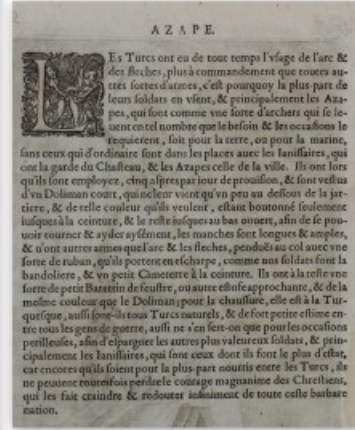 AZAPE.
LEs Turcs ont eu de tout temps l'vsage de l'arc &
des fleches, plus à commandement que toutes au-
tres sortes d'armes, c'est pourquoy la plus-part de
leurs soldats en vsent, & principalement les Aza-
pes, qui sont comme vne sorte d'archers qui se le-
uent en tel nombre que le besoin & les occasions le
requierent, soit pour la terre, ou pour la marine,
sans ceux qui d'ordinaire sont dans les places auec les Ianissaires, qui
ont la garde du Chasteau, & les Azapes celle de la ville. Ils ont lors
qu'ils sont employez, cinq aspres par iour de prouision, & sont vestus
d'vn Doliman court, qui ne leur vient qu'vn peu au dessous de la jar-
tiere, & de telle couleur qu'ils veulent, estant boutonné seulement
iusques à la ceinture, & le reste iusques au bas ouuert, afin de se pou-
uoir tourner & ayder aysément, les manches sont longues & amples,
& n'ont autres armes que l'arc & les fleches, pendués au col auec vne
sorte de ruban, qu'ils portent en escharpe, comme nos soldats font la
bandoliere, & vn petit Cimeterre à la ceinture. Ils ont à la teste vne
sorte de petit Barettin de feustre, ou autre estofe approchante, & de la
mesme couleur que le Doliman; pour la chaussure, elle est à la Tur-
quesque, aussi sont-ils tous Turcs naturels, & de fort petite estime en-
tre tous les gens de guerre, aussi ne s'en sert-on que pour les occasions
perilleuses, afin d'espargner les autres plus valeureux soldats, & prin-
cipalement les Ianissaires, qui sont ceux dont ils font le plus d'estat,
car encores qu'ils soient pour la plus-part nourris entre les Turcs, ils
ne peuuent toutesfois perdre le courage magnanime des Chrestiens,
qui les fait craindre & redouter infiniment de toute ceste barbare
nation.